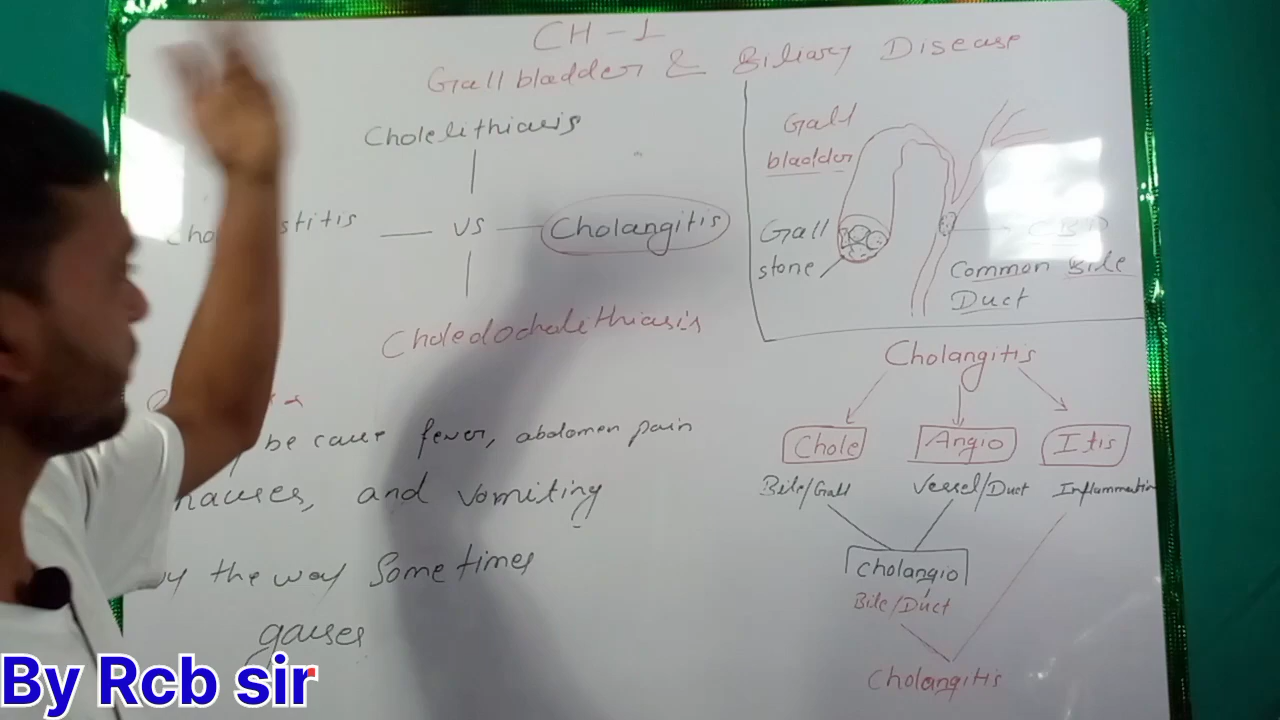 CH-1
Gall bladder & Biliary Disease
Cholelithiasis
stitis — VS — Cholangitis
Choledocholithiasis
be cause fever, abdomen pain
nauses, and vomiting
the way Sometimes
gases
Gall
bladder
Gall
stone
CBD
Common Bile
Duct
Cholangitis
Chole Angio Itis
Bile/Gall Vessel/Duct Inflammation
Cholangio
Bile/Duct
Cholangitis
By Rcb sir